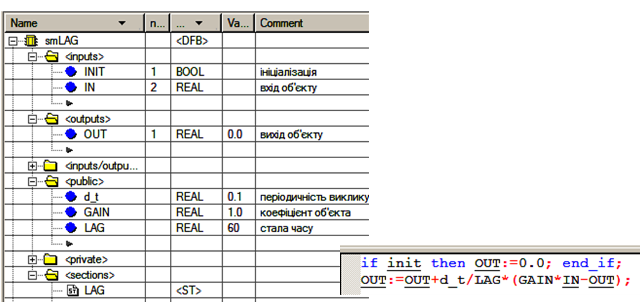 Name n... ... Va... Comment
smLAG <DFB>
<inputs>
INIT 1 BOOL ініціалізація
IN 2 REAL вхід об'єкту
<outputs>
OUT 1 REAL 0.0 вихід об'єкту
<inputs/outpu...
<public>
d_t REAL 0.1 періодичність виклику
GAIN REAL 1.0 коефіцієнт об'єкта
LAG REAL 60 стала часу
<private>
<sections>
LAG <ST>
if init then OUT:=0.0; end_if;
OUT:=OUT+d_t/LAG*(GAIN*IN-OUT);